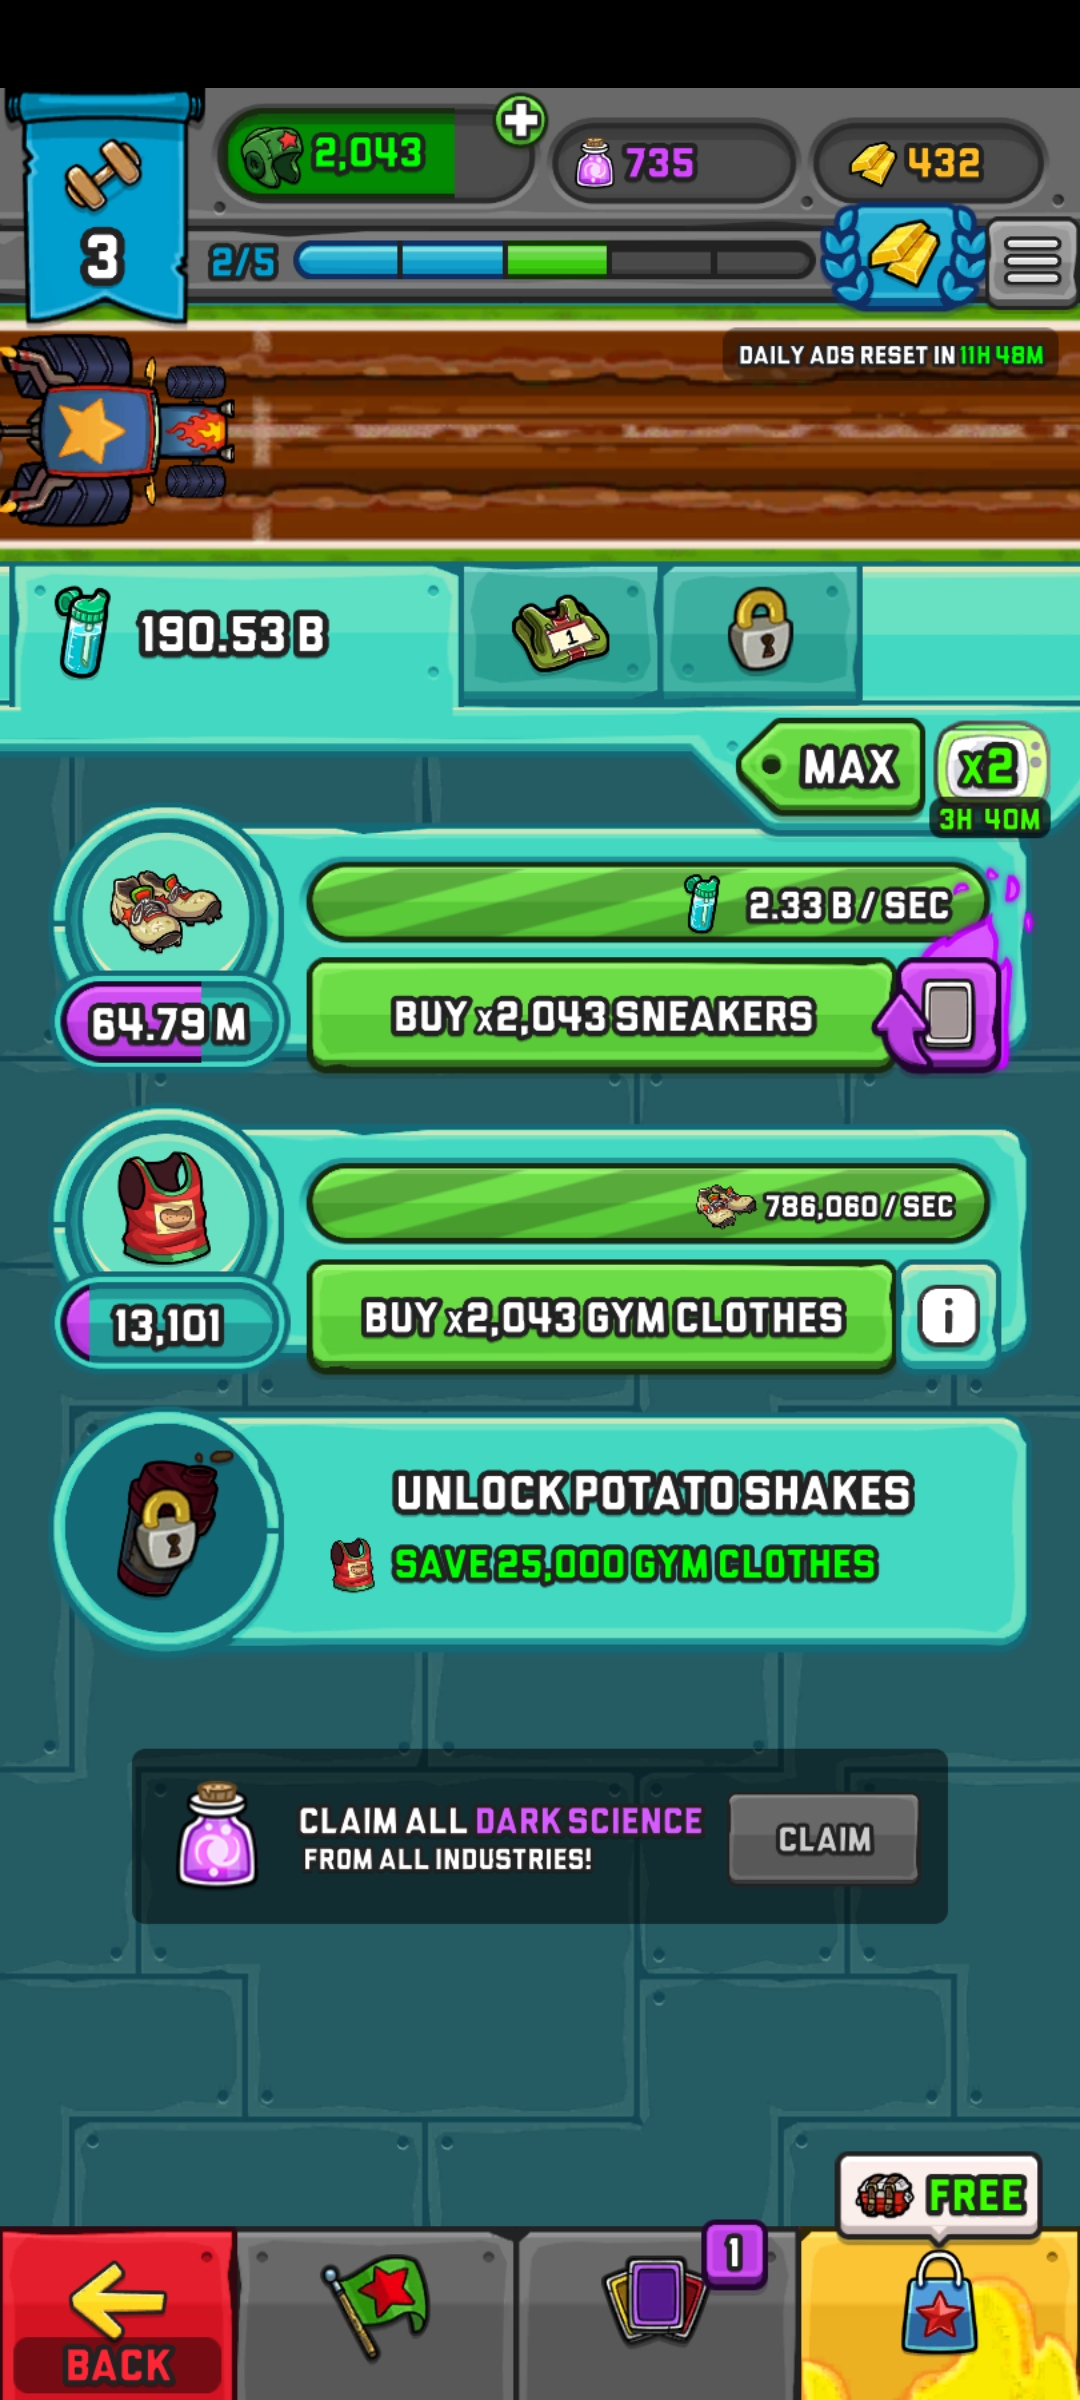 2,043
735
432
3
2/5
DAILY ADS RESET IN 11H 48M
190.53 B
1
MAX
x2
3H 40M
2.33 B / SEC
64.79 M
BUY x2,043 SNEAKERS
786,060 / SEC
13,101
BUY x2,043 GYM CLOTHES
i
UNLOCK POTATO SHAKES
SAVE 25,000 GYM CLOTHES
CLAIM ALL DARK SCIENCE
FROM ALL INDUSTRIES!
CLAIM
FREE
1
BACK